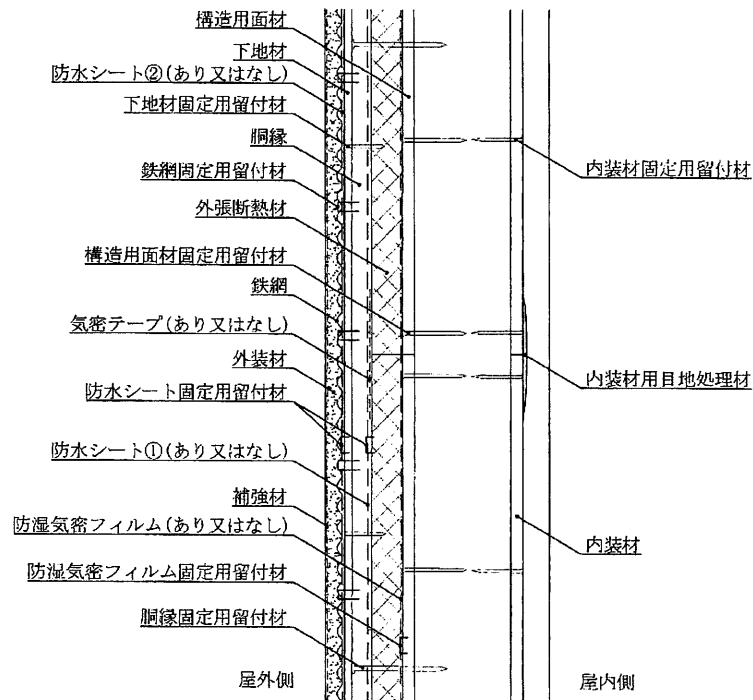 構造用面材
下地材
防水シート②(あり又はなし)
下地材固定用留付材
胴縁
鉄網固定用留付材
外張断熱材
構造用面材固定用留付材
鉄網
気密テープ(あり又はなし)
外装材
防水シート固定用留付材
防水シート①(あり又はなし)
補強材
防湿気密フィルム(あり又はなし)
防湿気密フィルム固定用留付材
胴縁固定用留付材
屋外側
内装材固定用留付材
内装材用目地処理材
内装材
屋内側